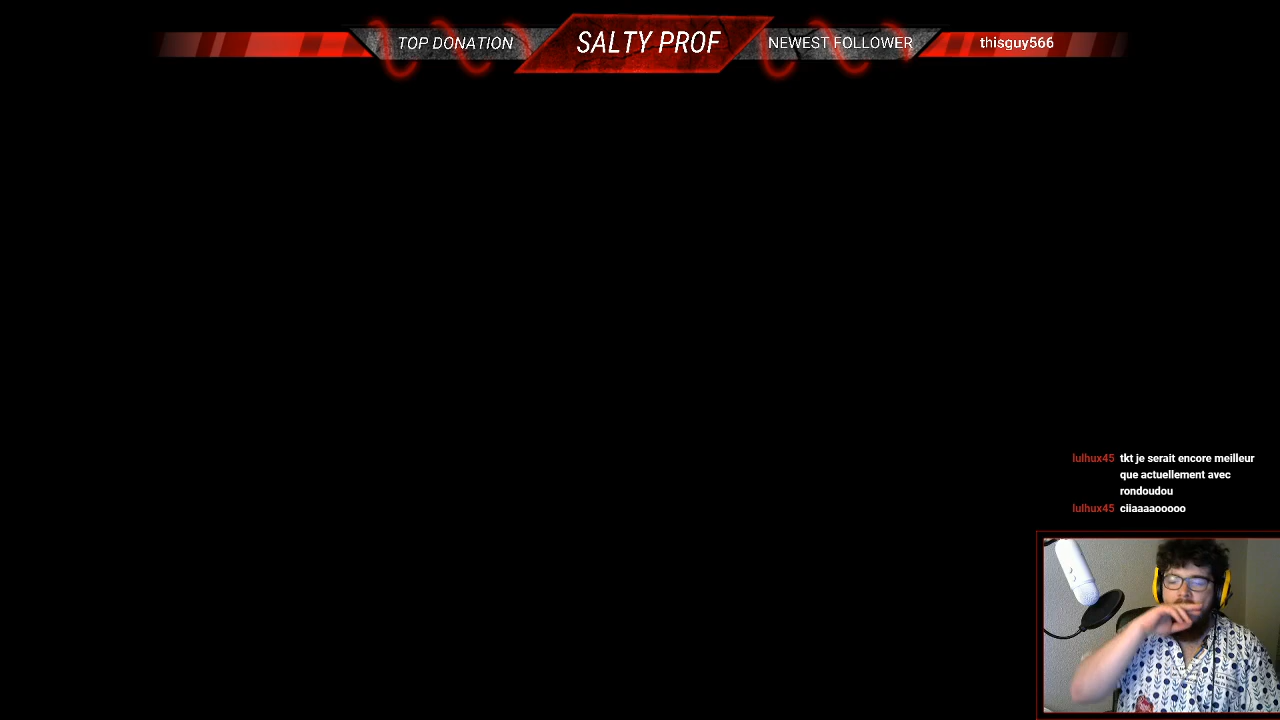 TOP DONATION
SALTY PROF
NEWEST FOLLOWER
thisguy566
lulhux45 tkt je serait encore meilleur
que actuellement avec
rondoudou
lulhux45 ciiaaaaooooo